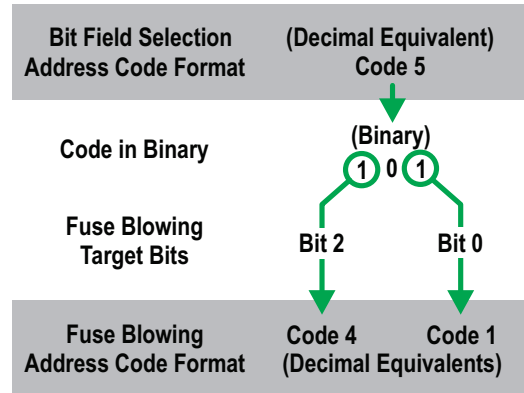 Bit Field Selection
Address Code Format
(Decimal Equivalent)
Code 5
Code in Binary
(Binary)
1 0 1
Fuse Blowing
Target Bits
Bit 2
Bit 0
Fuse Blowing
Address Code Format
Code 4
Code 1
(Decimal Equivalents)